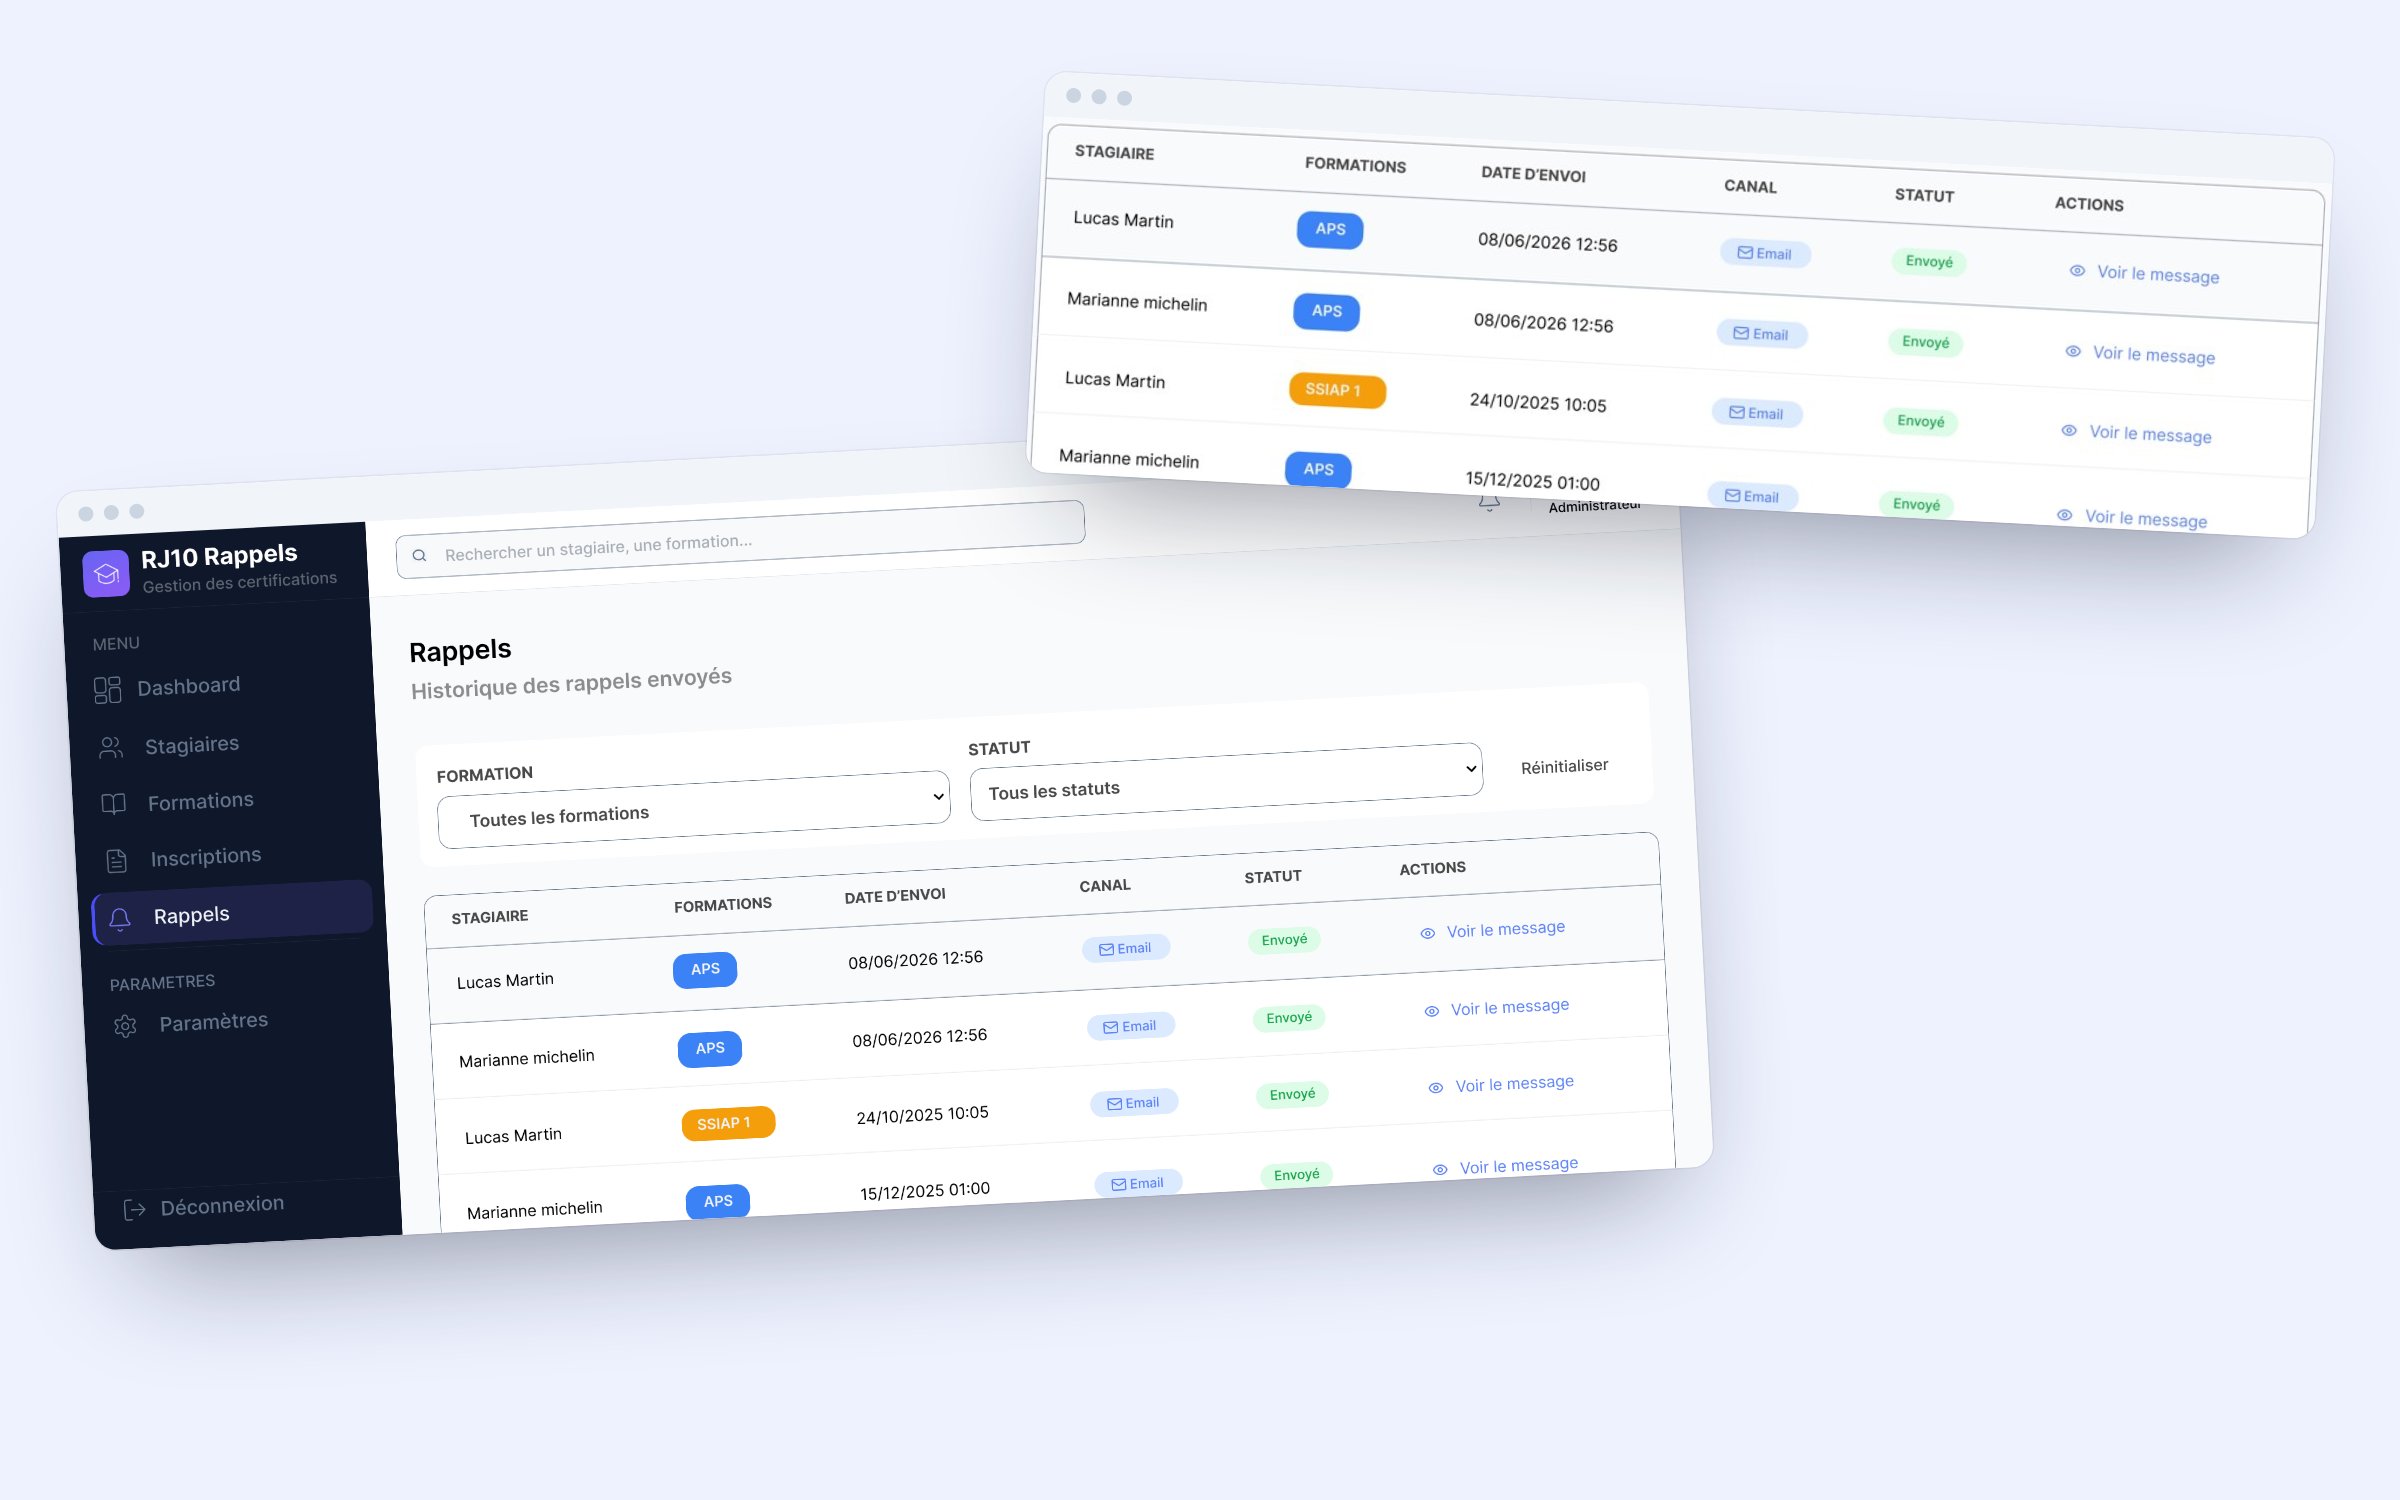 STAGIAIRE FORMATIONS DATE D'ENVOI CANAL STATUT ACTIONS
Lucas Martin APS 08/06/2026 12:56 Email Envoyé Voir le message
Marianne michelin APS 08/06/2026 12:56 Email Envoyé Voir le message
Lucas Martin SSIAP 1 24/10/2025 10:05 Email Envoyé Voir le message
Marianne michelin APS 15/12/2025 01:00 Email Envoyé Voir le message
RJ10 Rappels
Gestion des certifications
MENU
Dashboard
Stagiaires
Formations
Inscriptions
Rappels
PARAMETRES
Paramètres
Déconnexion
Rechercher un stagiaire, une formation...
Administrateur
Rappels
Historique des rappels envoyés
FORMATION STATUT
Toutes les formations Tous les statuts Réinitialiser
STAGIAIRE FORMATIONS DATE D'ENVOI CANAL STATUT ACTIONS
Lucas Martin APS 08/06/2026 12:56 Email Envoyé Voir le message
Marianne michelin APS 08/06/2026 12:56 Email Envoyé Voir le message
Lucas Martin SSIAP 1 24/10/2025 10:05 Email Envoyé Voir le message
Marianne michelin APS 15/12/2025 01:00 Email Envoyé Voir le message